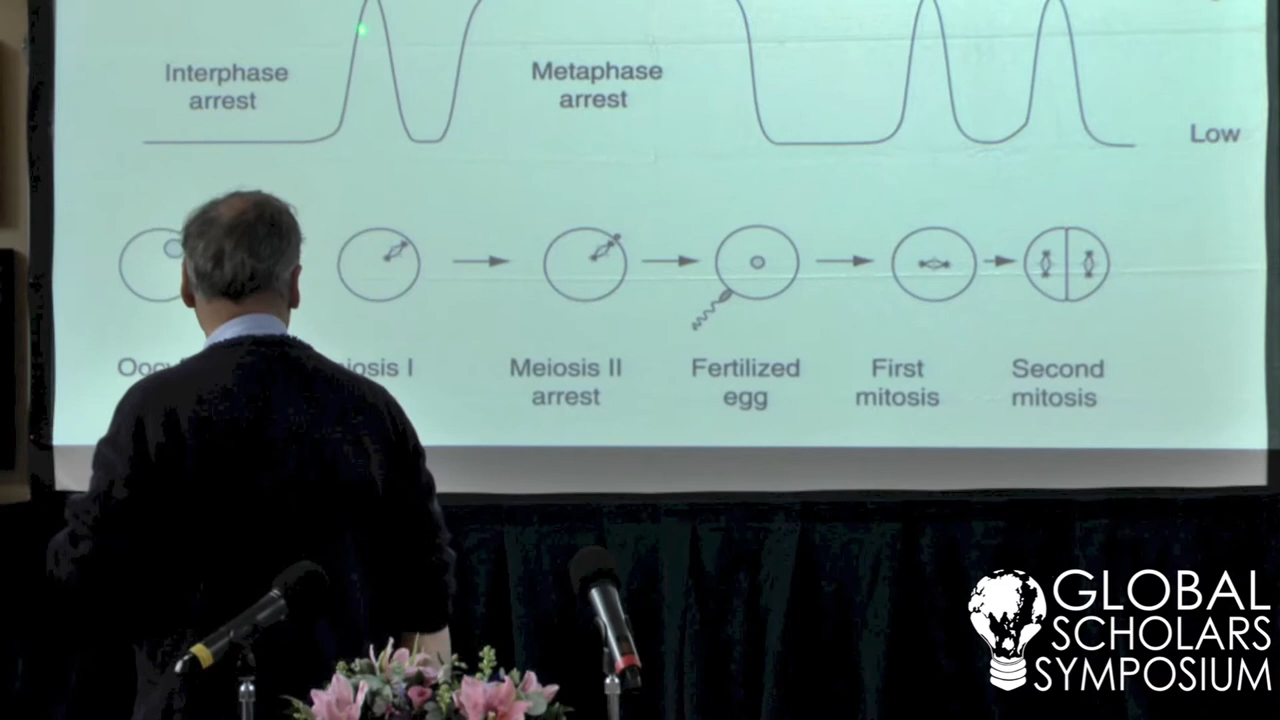 Interphase
arrest
Metaphase
arrest
Low
Meiosis II
arrest
Fertilized
egg
First
mitosis
Second
mitosis
GLOBAL
SCHOLARS
SYMPOSIUM